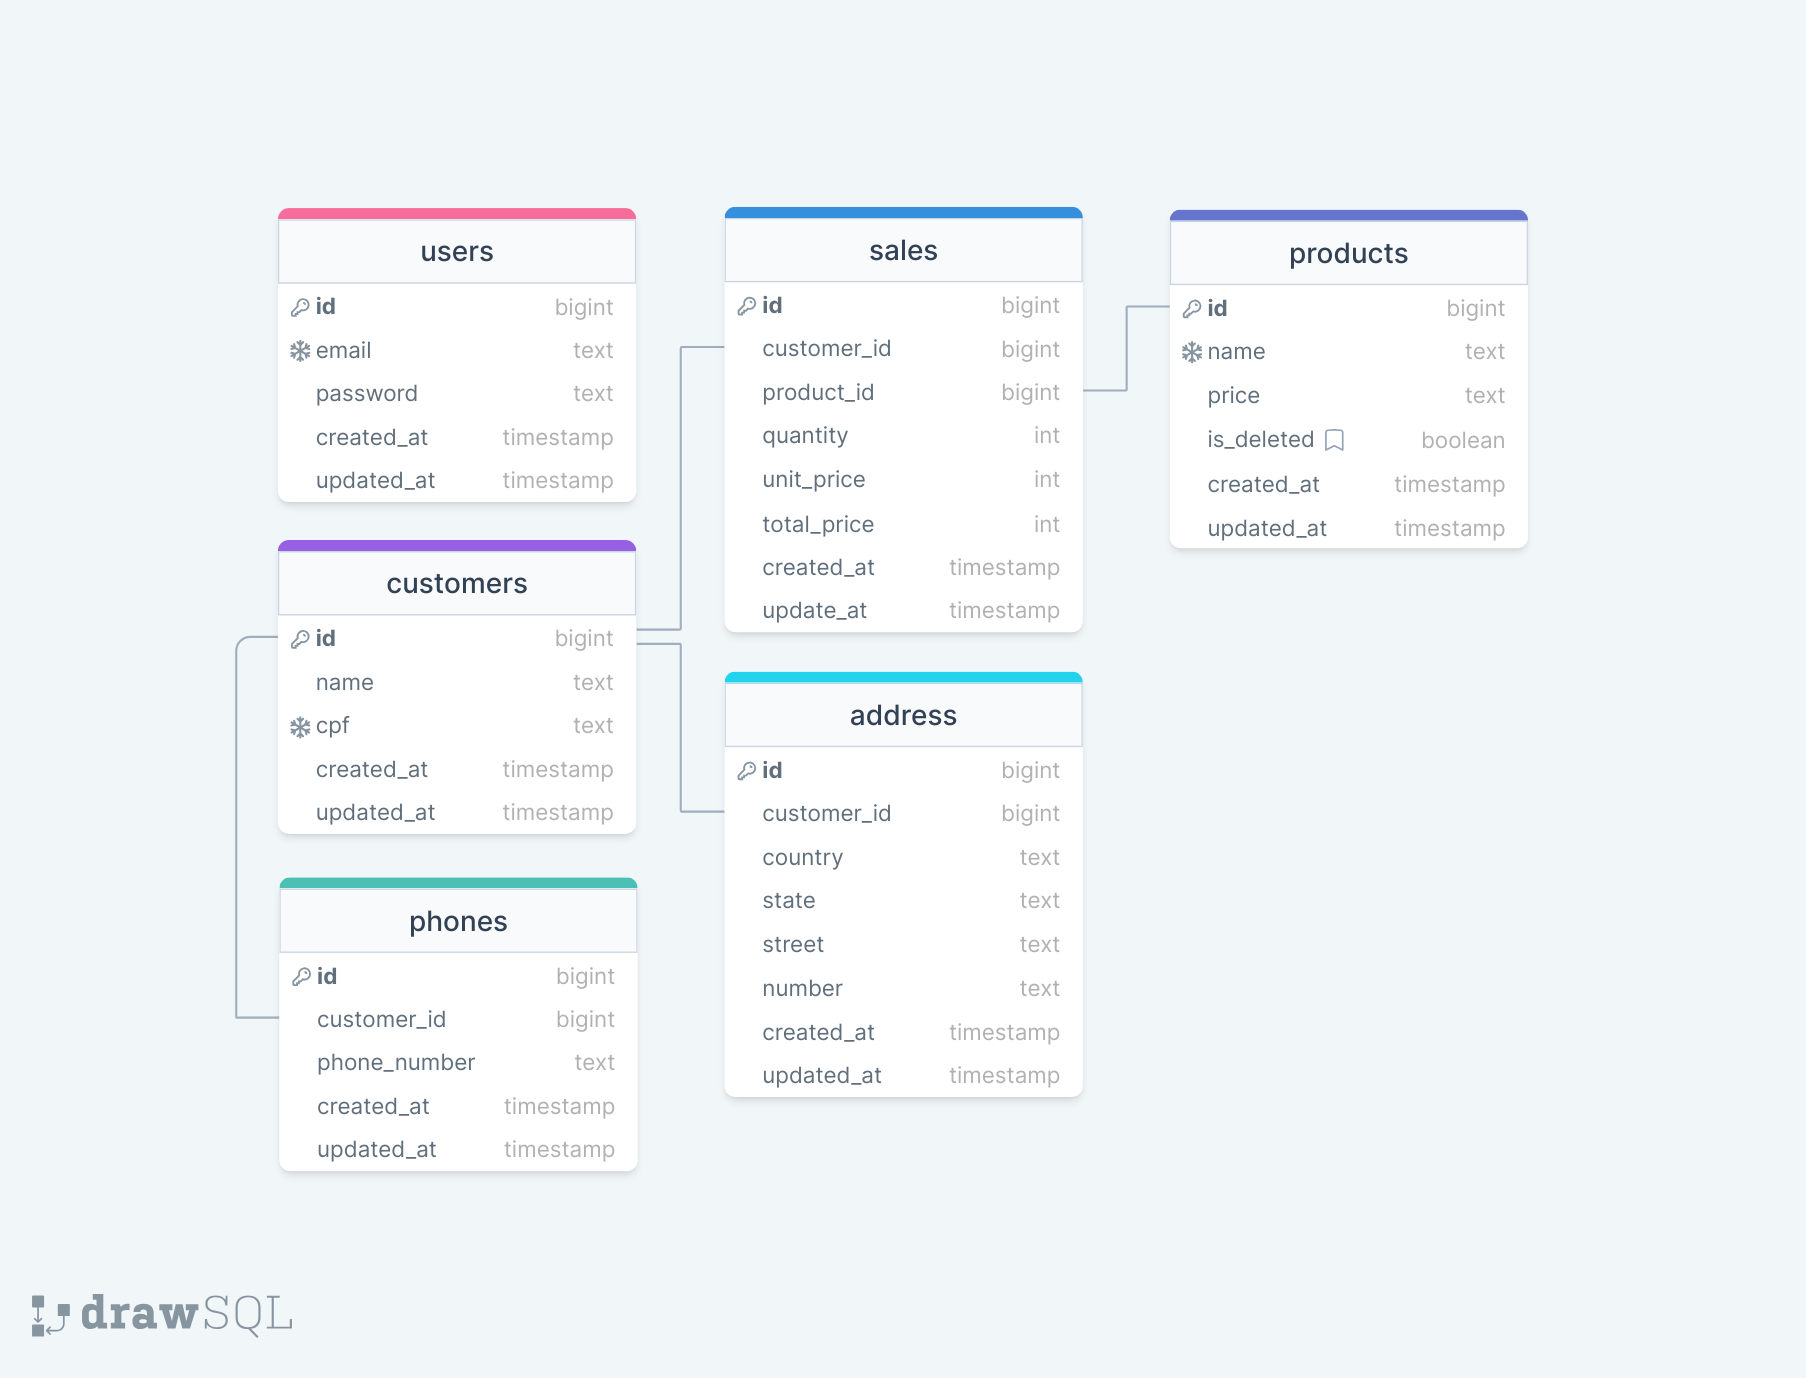 users
id bigint
email text
password text
created_at timestamp
updated_at timestamp
customers
id bigint
name text
cpf text
created_at timestamp
updated_at timestamp
phones
id bigint
customer_id bigint
phone_number text
created_at timestamp
updated_at timestamp
sales
id bigint
customer_id bigint
product_id bigint
quantity int
unit_price int
total_price int
created_at timestamp
update_at timestamp
address
id bigint
customer_id bigint
country text
state text
street text
number text
created_at timestamp
updated_at timestamp
products
id bigint
name text
price text
is_deleted boolean
created_at timestamp
updated_at timestamp
drawSQL